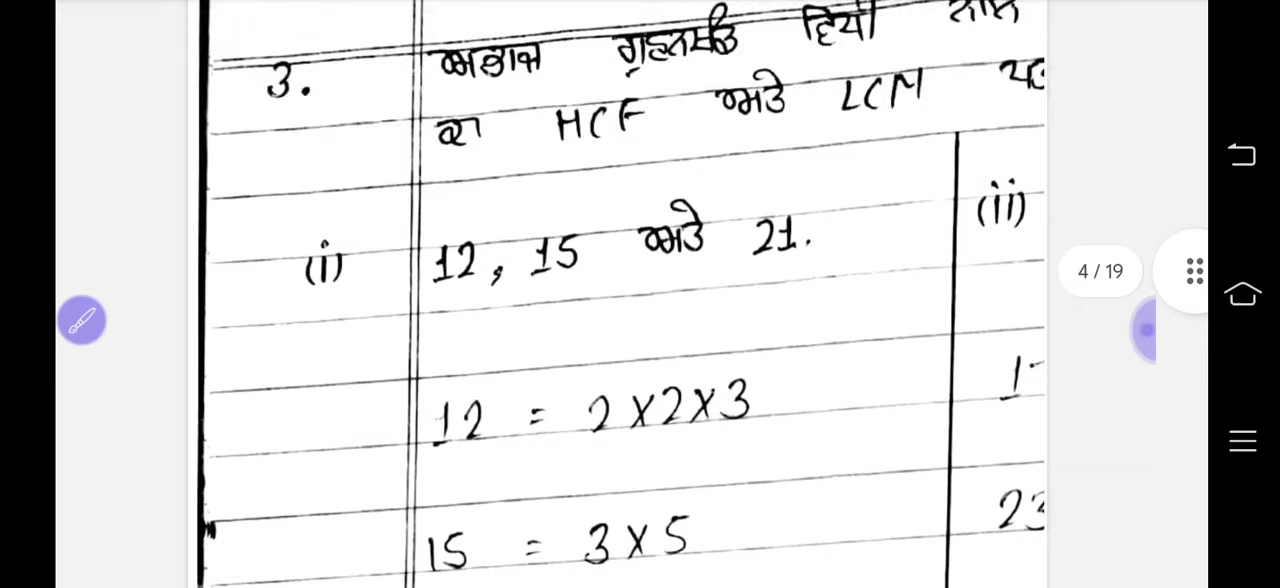 3. ਅਭਾਜ ਗੁਣਨਖੰਡ ਵਿਧੀ ਨਾਲ
ਦਾ HCF ਅਤੇ LCM
(i) 12, 15 ਅਤੇ 21. (ii)
12 = 2×2×3
15 = 3×5
4 / 19